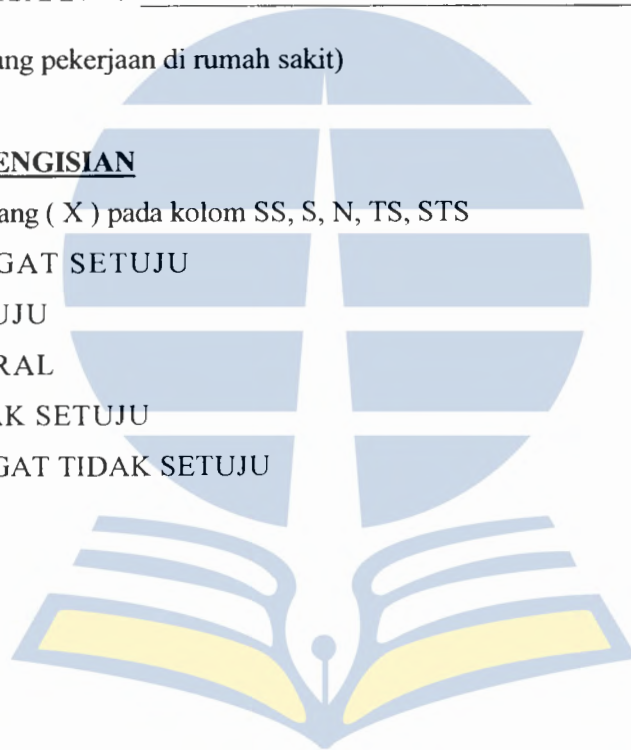 ang pekerjaan di rumah sakit)
ENGISIAN
ang ( X ) pada kolom SS, S, N, TS, STS
GAT SETUJU
UJU
RAL
AK SETUJU
GAT TIDAK SETUJU